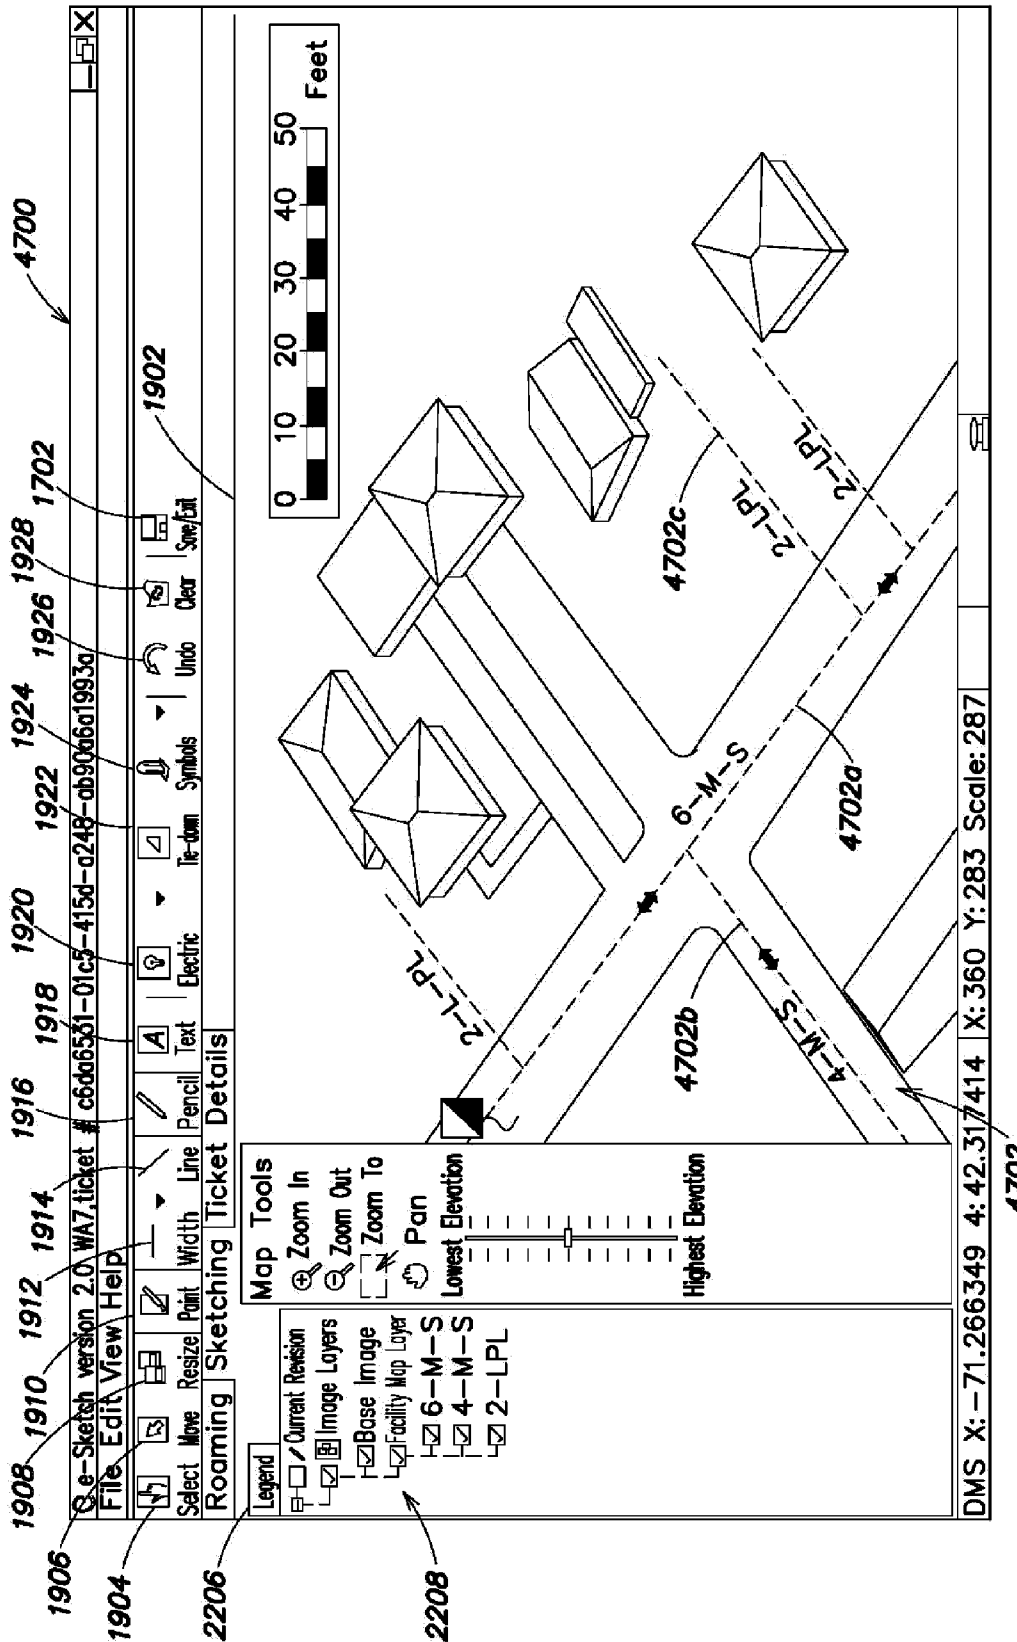 4700
e-Sketch version 2.0 WA7,ticket # c6da6531-01c5-415d-a248-ab90a6a1993a
File Edit View Help
1904
1906
1908
1910
1912
1914
1916
1918
1920
1922
1924
1926
1928
1702
1902
Select Move Resize Paint Width Line Pencil Text Electric Tie-down Symbols Undo Clear Save/Exit
Roaming Sketching Ticket Details
2206
Legend
Current Revision
Image Layers
Base Image
Facility Map Layer
6-M-S
4-M-S
2-LPL
2208
Map Tools
Zoom In
Zoom Out
Zoom To
Pan
Lowest Elevation
Highest Elevation
0 10 20 30 40 50
Feet
2-L-PL
6-M-S
4-M-S
2-LPL
2-LPL
4702c
4702b
4702a
DMS X:-71.266349 4: 42.317414 X: 360 Y: 283 Scale: 287